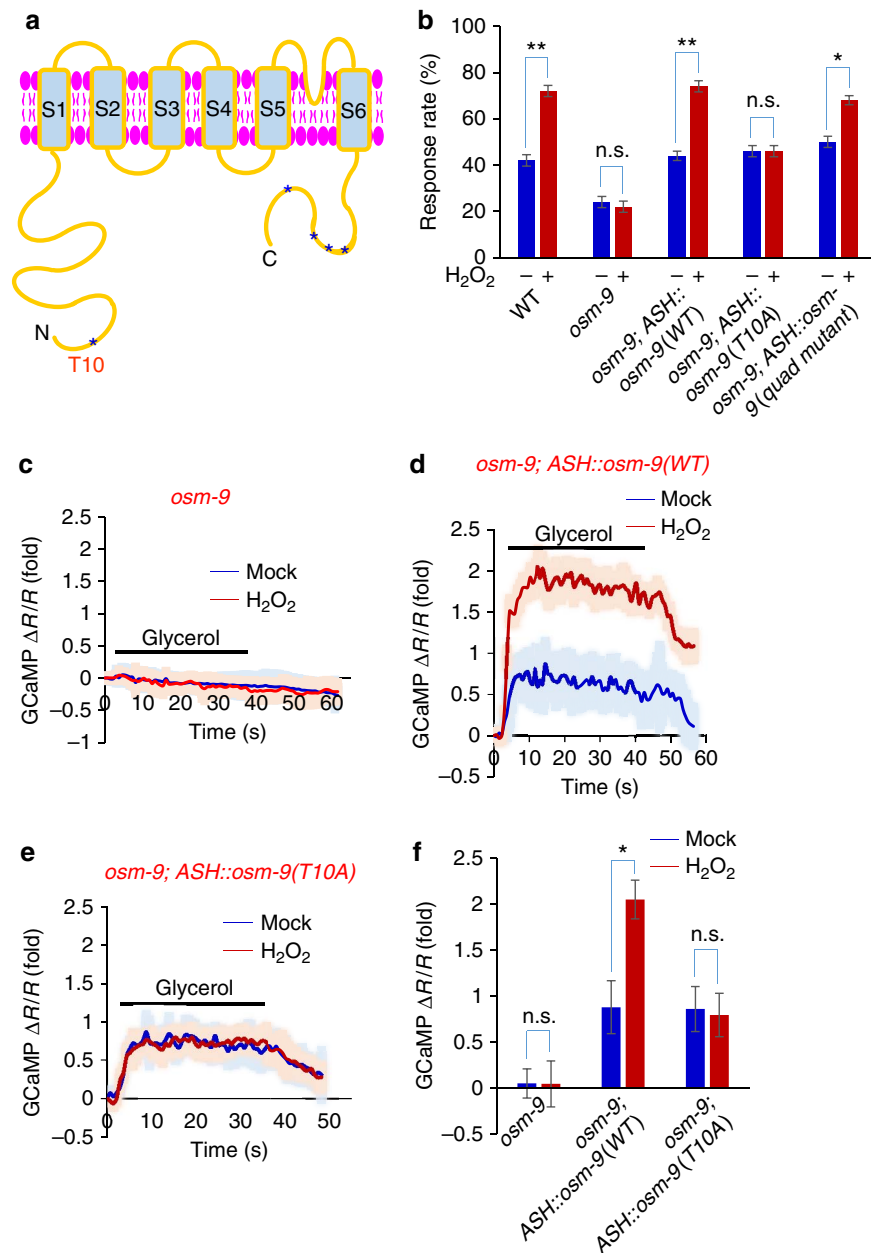 a
S1 S2 S3 S4 S5 S6
*
* * *
C
N
*
T10
b
Response rate (%)
100
80
60
40
20
0
** n.s. ** n.s. *
H₂O₂ – + – + – + – + – +
WT
osm-9
osm-9; ASH::
osm-9(WT)
osm-9; ASH::
osm-9(T10A)
osm-9; ASH::osm-
9(quad mutant)
c
osm-9
GCaMP ΔR/R (fold)
2.5
2
1.5
1
0.5
0
–0.5
–1
Mock
H₂O₂
Glycerol
0 10 20 30 40 50 60
Time (s)
d
osm-9; ASH::osm-9(WT)
Mock
H₂O₂
GCaMP ΔR/R (fold)
2.5
2
1.5
1
0.5
0
–0.5
Glycerol
0 10 20 30 40 50 60
Time (s)
e
osm-9; ASH::osm-9(T10A)
GCaMP ΔR/R (fold)
2.5
2
1.5
1
0.5
0
–0.5
Mock
H₂O₂
Glycerol
0 10 20 30 40 50
Time (s)
f
Mock
H₂O₂
GCaMP ΔR/R (fold)
2.5
2
1.5
1
0.5
0
–0.5
n.s. * n.s.
osm-9
osm-9;
ASH::osm-9(WT)
osm-9;
ASH::osm-9(T10A)